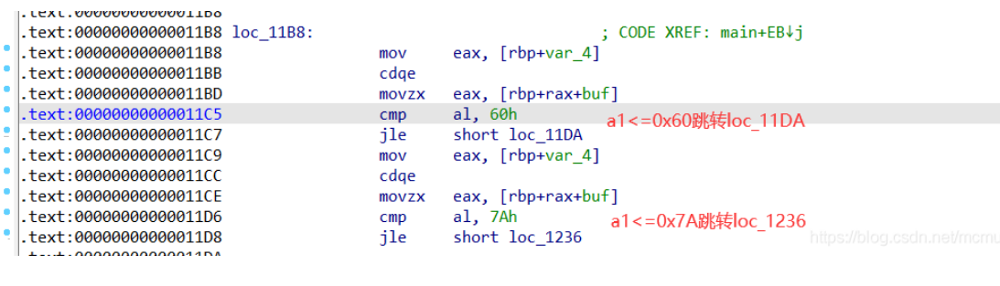 .text:00000000000011B8
.text:00000000000011B8 loc_11B8: ; CODE XREF: main+EB↓j
.text:00000000000011B8 mov eax, [rbp+var_4]
.text:00000000000011BB cdqe
.text:00000000000011BD movzx eax, [rbp+rax+buf]
.text:00000000000011C5 cmp al, 60h a1<=0x60跳转loc_11DA
.text:00000000000011C7 jle short loc_11DA
.text:00000000000011C9 mov eax, [rbp+var_4]
.text:00000000000011CC cdqe
.text:00000000000011CE movzx eax, [rbp+rax+buf]
.text:00000000000011D6 cmp al, 7Ah a1<=0x7A跳转loc_1236
.text:00000000000011D8 jle short loc_1236 https://blog.csdn.net/mcmu